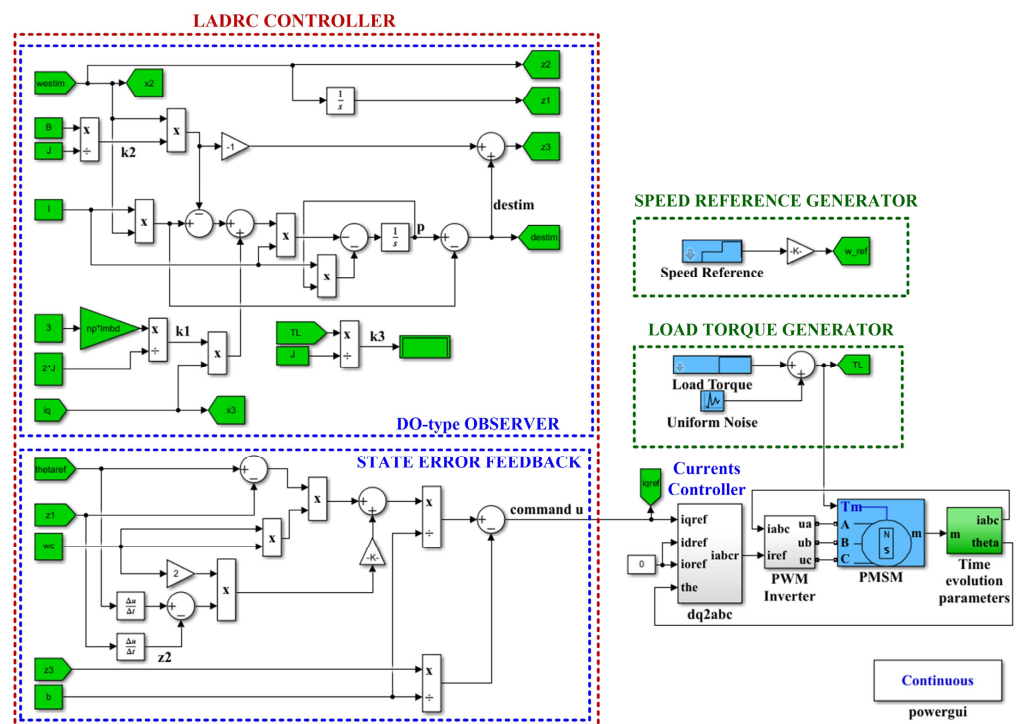 LADRC CONTROLLER
westim
x2
z2
1
s
z1
B
J
x
÷
k2
x
-1
z3
l
x
x
x
1
s
p
destim
destim
3
np*lmbd
2*J
x
÷
k1
x
iq
x3
TL
J
x
÷
k3
DO-type OBSERVER
STATE ERROR FEEDBACK
thetaref
z1
wc
x
x
2
x
-K-
x
÷
Δu
Δt
Δu
Δt
z2
z3
b
x
÷
command u
SPEED REFERENCE GENERATOR
Speed Reference
-K-
w_ref
LOAD TORQUE GENERATOR
Load Torque
TL
Uniform Noise
iqref
Currents
Controller
iqref
idref
ioref
the
iabcr
dq2abc
0
iabc
iref
ua
ub
uc
PWM
Inverter
Tm
A
B
C
N
S
m
PMSM
m
iabc
theta
Time
evolution
parameters
Continuous
powergui